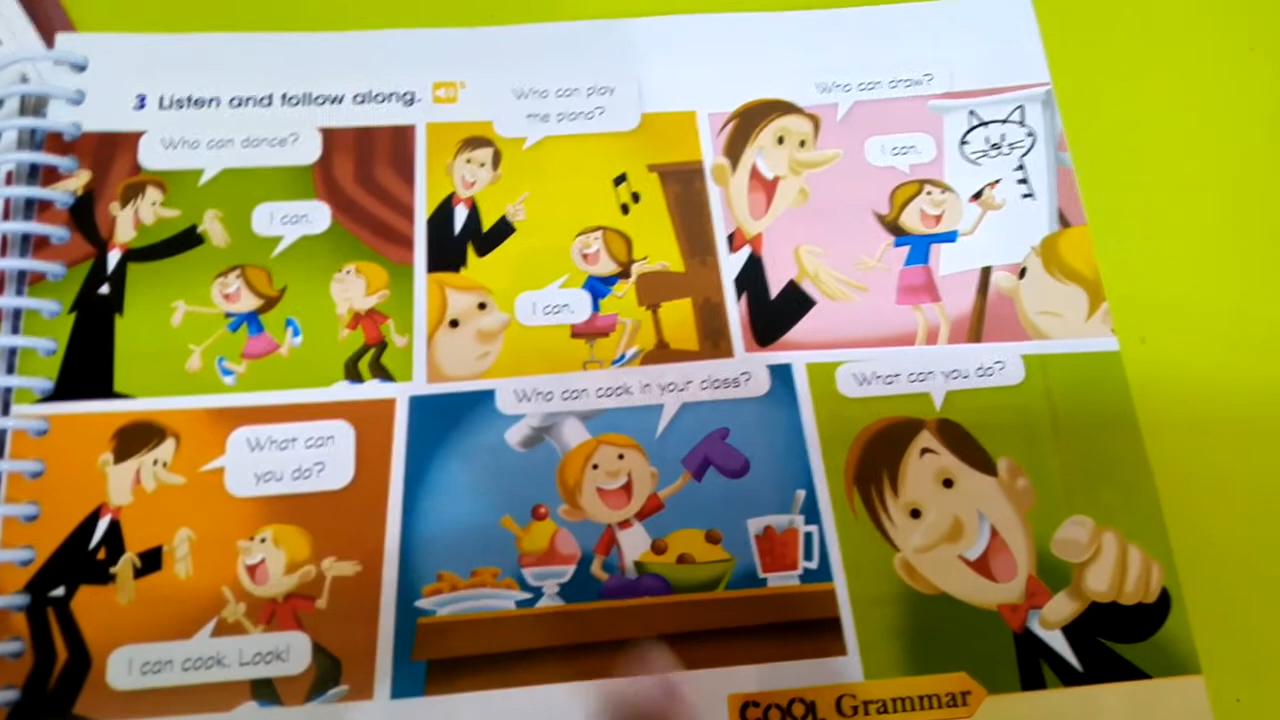 3 Listen and follow along.
Who can dance?
I can.
Who can play
the piano?
I can.
Who can draw?
I can.
What can
you do?
I can cook. Look!
Who can cook in your class?
What can you do?
COOL Grammar